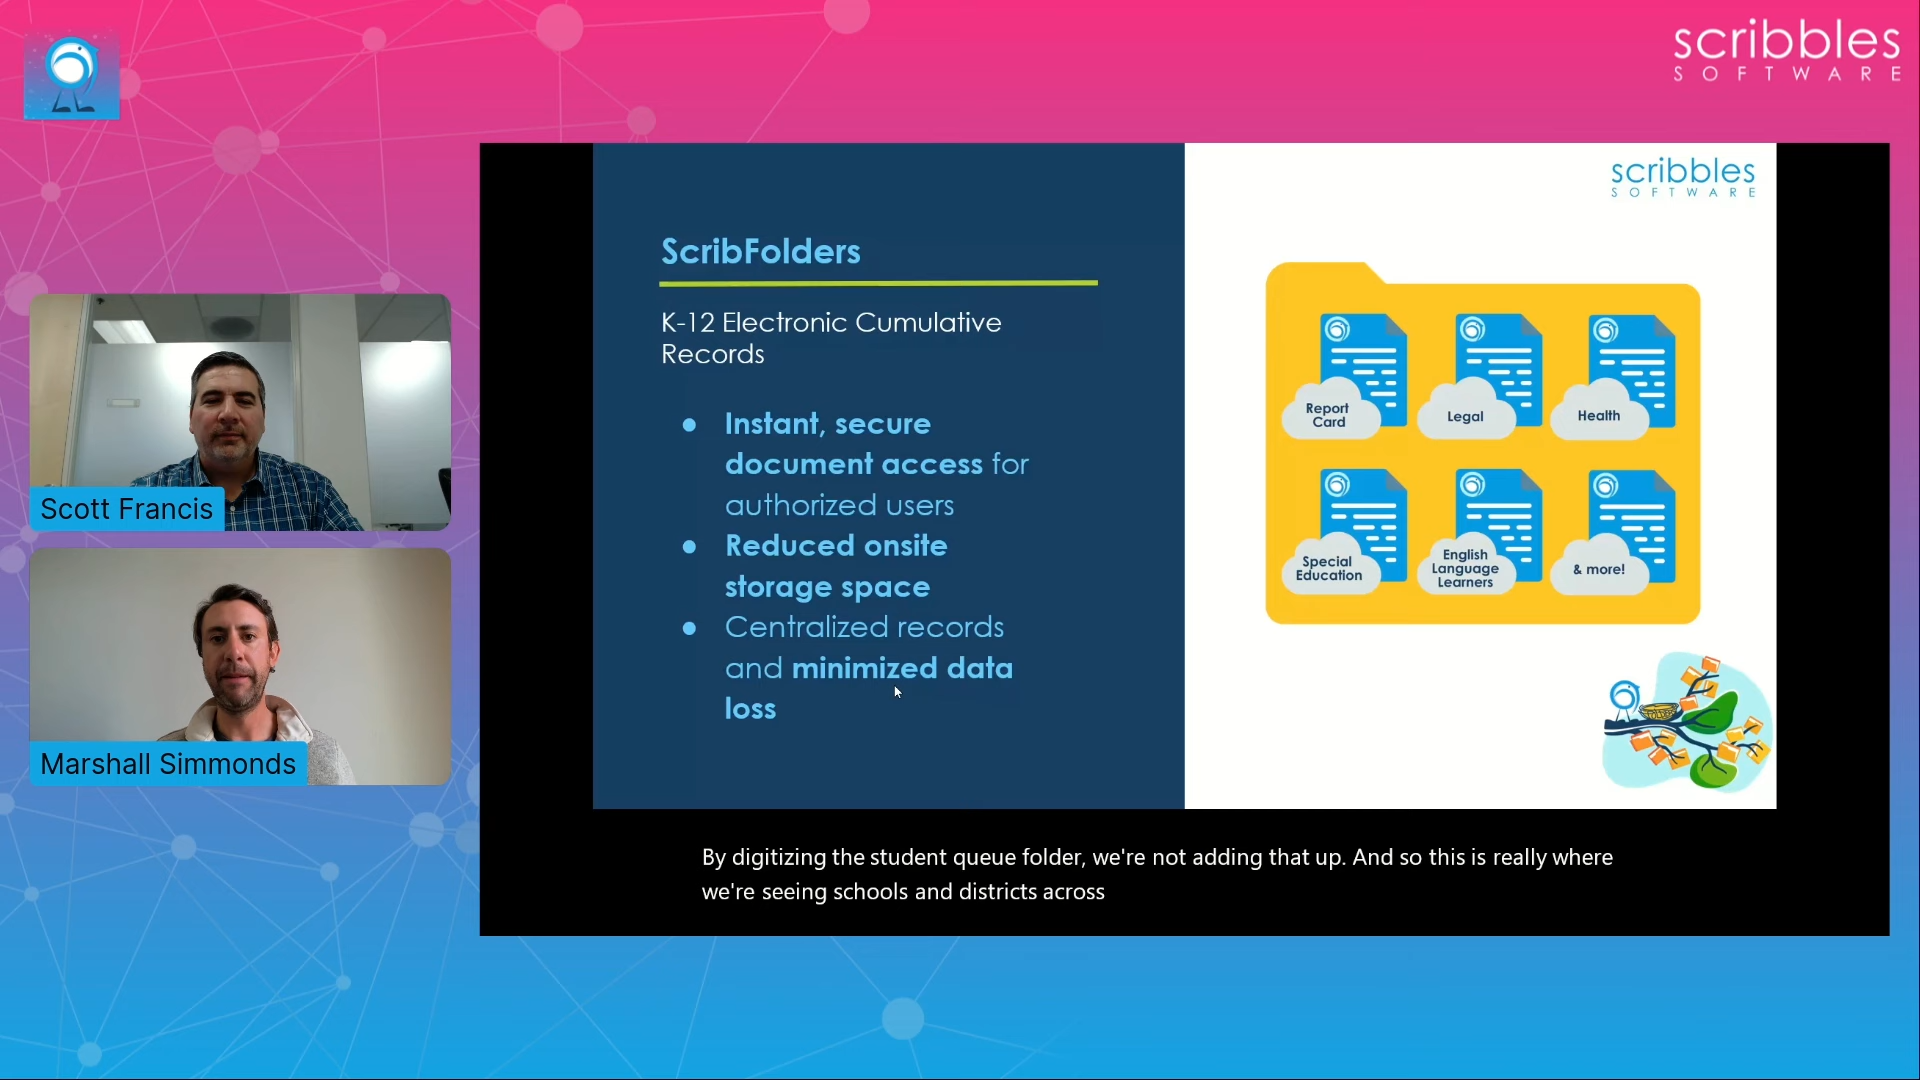 scribbles
SOFTWARE
scribbles
SOFTWARE
ScribFolders
K-12 Electronic Cumulative
Records
● Instant, secure
document access for
authorized users
● Reduced onsite
storage space
● Centralized records
and minimized data
loss
Report
Card
Legal
Health
Special
Education
English
Language
Learners
& more!
Scott Francis
Marshall Simmonds
By digitizing the student queue folder, we're not adding that up. And so this is really where
we're seeing schools and districts across